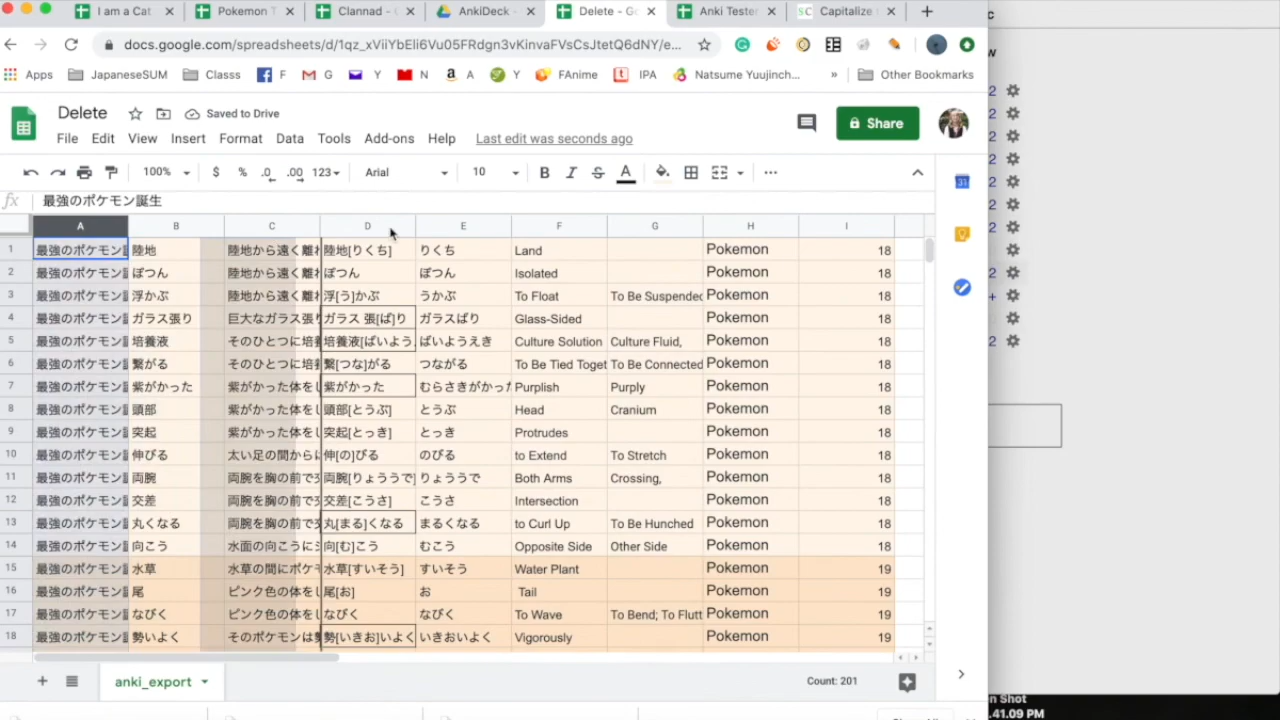 I am a Cat
Pokemon T
Clannad - G
AnkiDeck -
Delete - Go
Anki Tester
Capitalize
docs.google.com/spreadsheets/d/1qz_xViiYbEli6Vu05FRdgn3vKinvaFVsCsJtetQ6dNY/e...
Apps JapaneseSUM Classs F G Y N A Y FAnime IPA Natsume Yuujinch... » Other Bookmarks
Delete Saved to Drive
File Edit View Insert Format Data Tools Add-ons Help Last edit was seconds ago
Share
100% $ % .0 .00 123 Arial 10 B I S A ...
fx 最強のポケモン誕生
A B C D E F G H I
1 最強のポケモン 陸地 陸地から遠く離 陸地[りくち] りくち Land Pokemon 18
2 最強のポケモン ぽつん 陸地から遠く離 ぽつん ぽつん Isolated Pokemon 18
3 最強のポケモン 浮かぶ 陸地から遠く離 浮[う]かぶ うかぶ To Float To Be Suspended Pokemon 18
4 最強のポケモン ガラス張り 巨大なガラス張 ガラス 張[ば]り ガラスばり Glass-Sided Pokemon 18
5 最強のポケモン 培養液 そのひとつに培 培養液[ばいよう ばいようえき Culture Solution Culture Fluid, Pokemon 18
6 最強のポケモン 繋がる そのひとつに培 繋[つな]がる つながる To Be Tied Toget To Be Connected Pokemon 18
7 最強のポケモン 紫がかった 紫がかった体をし 紫がかった むらさきがかっ Purplish Purply Pokemon 18
8 最強のポケモン 頭部 紫がかった体をし 頭部[とうぶ] とうぶ Head Cranium Pokemon 18
9 最強のポケモン 突起 紫がかった体をし 突起[とっき] とっき Protrudes Pokemon 18
10 最強のポケモン 伸びる 太い足の間から 伸[の]びる のびる to Extend To Stretch Pokemon 18
11 最強のポケモン 両腕 両腕を胸の前で 両腕[りょううで] りょううで Both Arms Crossing, Pokemon 18
12 最強のポケモン 交差 両腕を胸の前で 交差[こうさ] こうさ Intersection Pokemon 18
13 最強のポケモン 丸くなる 両腕を胸の前で 丸[まる]くなる まるくなる to Curl Up To Be Hunched Pokemon 18
14 最強のポケモン 向こう 水面の向こうに 向[む]こう むこう Opposite Side Other Side Pokemon 18
15 最強のポケモン 水草 水草の間にポケ 水草[すいそう] すいそう Water Plant Pokemon 19
16 最強のポケモン 尾 ピンク色の体を 尾[お] お Tail Pokemon 19
17 最強のポケモン なびく ピンク色の体を なびく なびく To Wave To Bend; To Flutt Pokemon 19
18 最強のポケモン 勢いよく そのポケモンは 勢[いきお]いよく いきおいよく Vigorously Pokemon 19
anki_export Count: 201
n Shot
.41.09 PM